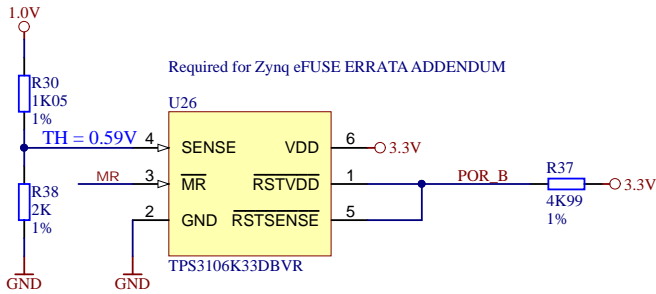 1.0V
Required for Zynq eFUSE ERRATA ADDENDUM
R30
1K05
1%
U26
TH = 0.59V
4 SENSE VDD 6 3.3V
MR 3 MR RSTVDD 1 POR_B R37 3.3V
4K99
1%
R38
2K
1%
2 GND RSTSENSE 5
TPS3106K33DBVR
GND GND